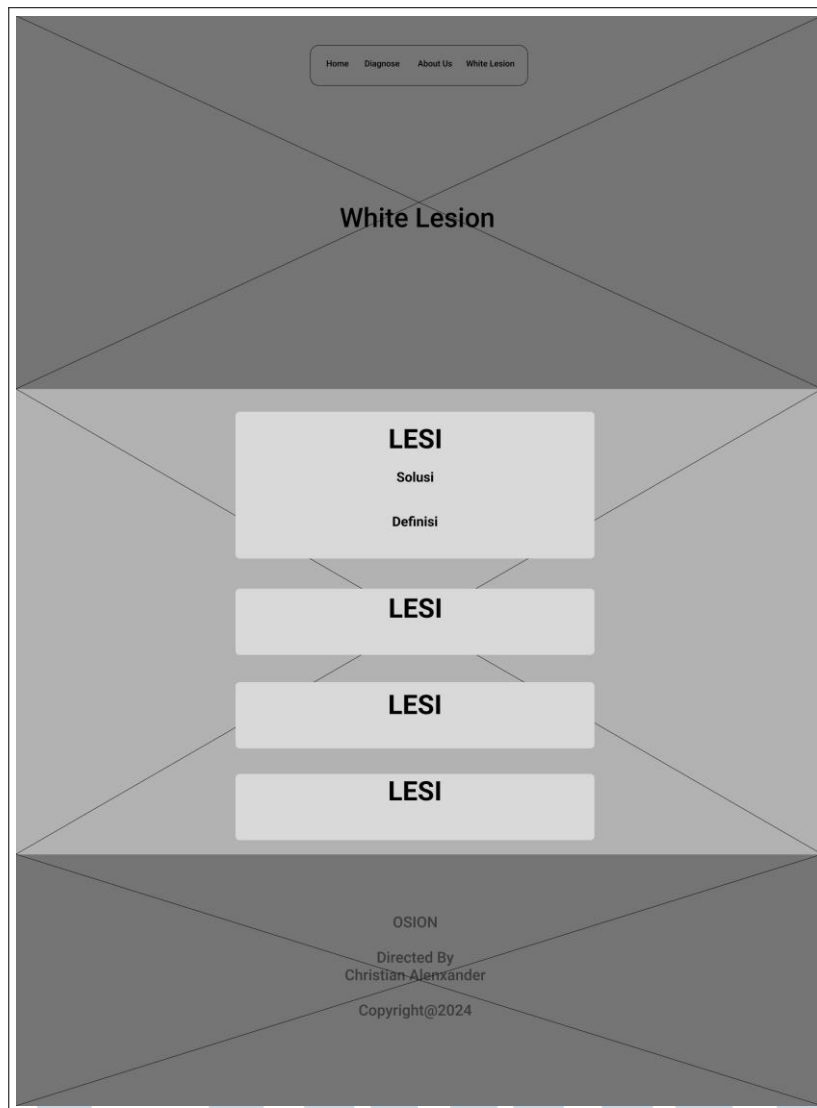 Home Diagnose About Us White Lesion
White Lesion
LESI
Solusi
Definisi
LESI
LESI
LESI
OSION
Directed By
Christian Alenxander
Copyright@2024